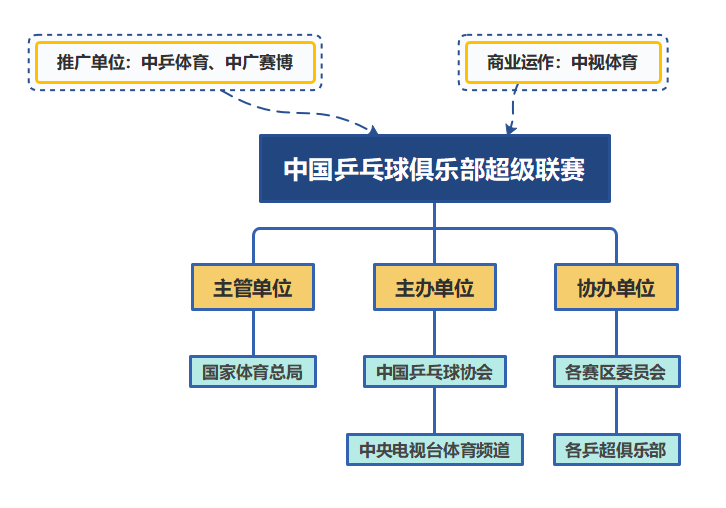 推广单位：中乒体育、中广赛博
商业运作：中视体育
中国乒乓球俱乐部超级联赛
主管单位
主办单位
协办单位
国家体育总局
中国乒乓球协会
各赛区委员会
中央电视台体育频道
各乒超俱乐部